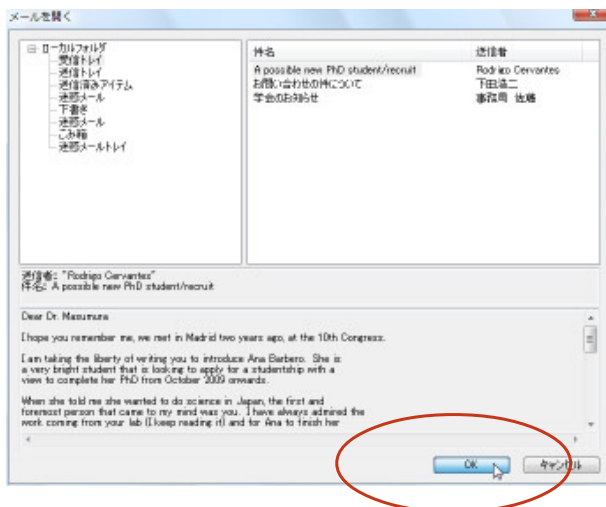 メールを開く
ローカルフォルダ
受信トレイ
送信トレイ
送信済みアイテム
迷惑メール
下書き
迷惑メール
ごみ箱
迷惑メールトレイ
件名 送信者
A possible new PhD student/recruit Rodrigo Cervantes
お問い合わせの件について 下田浩二
学会のお知らせ 事務局 佐藤
送信者: "Rodrigo Cervantes"
件名: A possible new PhD student/recruit
Dear Dr. Masumura
I hope you remember me, we met in Madrid two years ago, at the 10th Congress.
I am taking the liberty of writing you to introduce Ana Barbero. She is
a very bright student that is looking to apply for a studentship with a
view to complete her PhD from October 2009 onwards.
When she told me she wanted to do science in Japan, the first and
foremost person that came to my mind was you. I have always admired the
work coming from your lab (I keep reading it) and for Ana to finish her
OK キャンセル